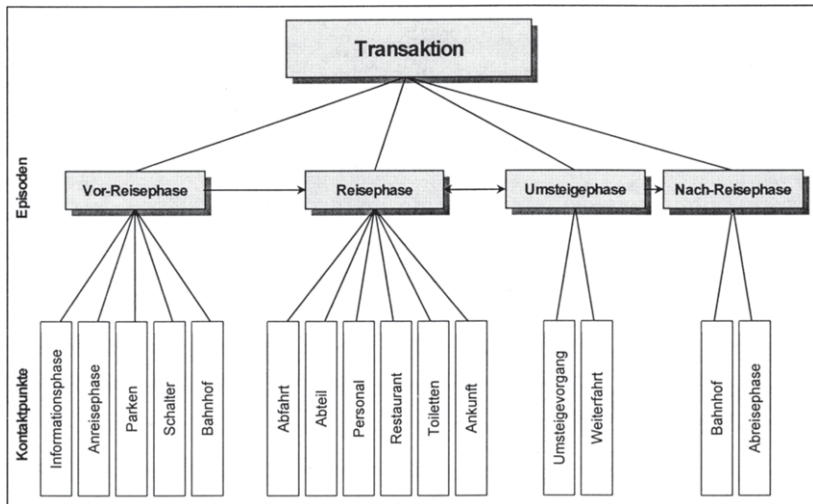 Transaktion
Episoden
Vor-Reisephase
Reisephase
Umsteigephase
Nach-Reisephase
Kontaktpunkte
Informationsphase
Anreisephase
Parken
Schalter
Bahnhof
Abfahrt
Abteil
Personal
Restaurant
Toiletten
Ankunft
Umsteigevorgang
Weiterfahrt
Bahnhof
Abreisephase